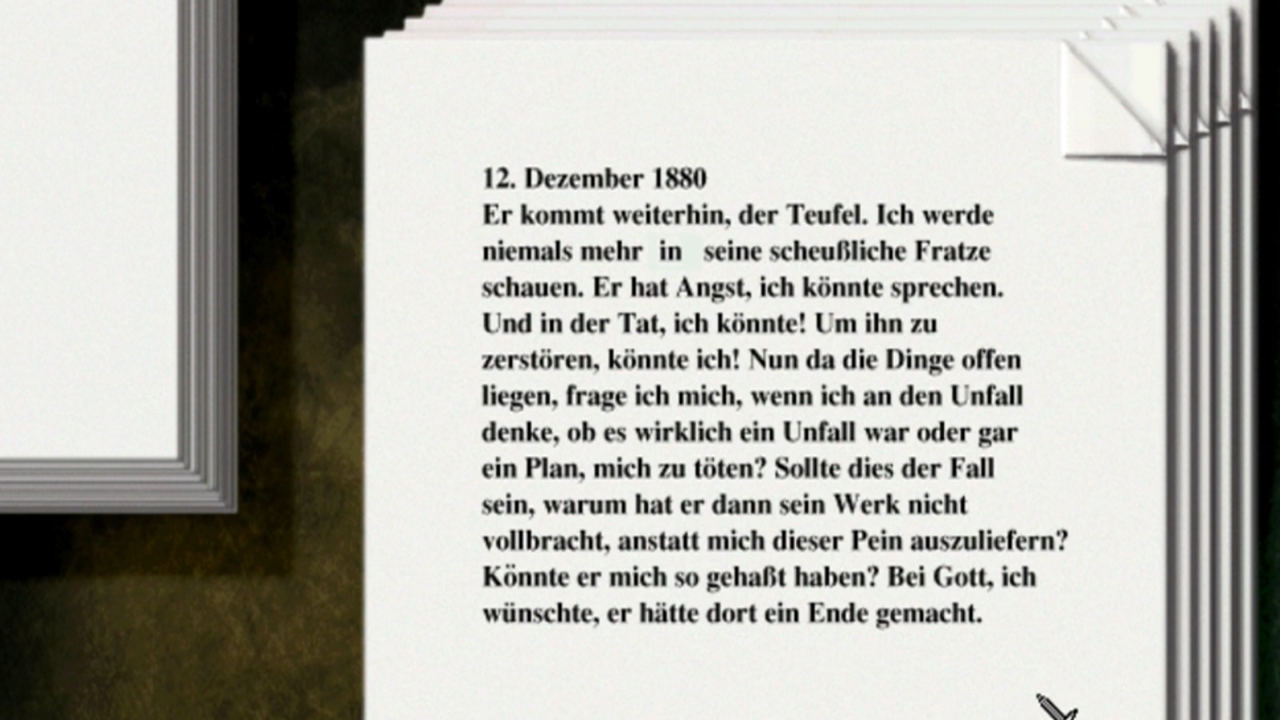 12. Dezember 1880
Er kommt weiterhin, der Teufel. Ich werde
niemals mehr in seine scheußliche Fratze
schauen. Er hat Angst, ich könnte sprechen.
Und in der Tat, ich könnte! Um ihn zu
zerstören, könnte ich! Nun da die Dinge offen
liegen, frage ich mich, wenn ich an den Unfall
denke, ob es wirklich ein Unfall war oder gar
ein Plan, mich zu töten? Sollte dies der Fall
sein, warum hat er dann sein Werk nicht
vollbracht, anstatt mich dieser Pein auszuliefern?
Könnte er mich so gehaßt haben? Bei Gott, ich
wünschte, er hätte dort ein Ende gemacht.